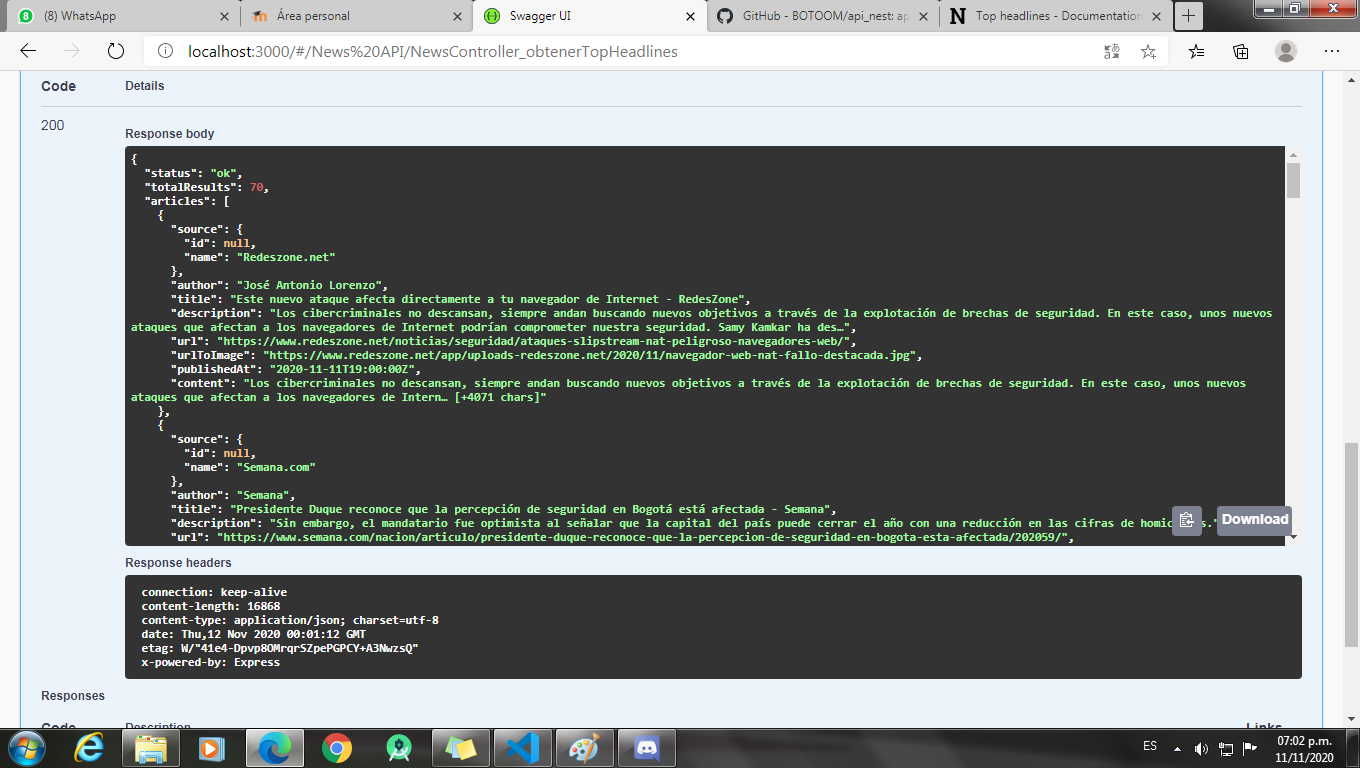 (8) WhatsApp
Área personal
Swagger UI
GitHub - BOTOOM/api_nest: ap
Top headlines - Documentation
localhost:3000/#/News%20API/NewsController_obtenerTopHeadlines
Code Details
200
Response body
{
"status": "ok",
"totalResults": 70,
"articles": [
{
"source": {
"id": null,
"name": "Redeszone.net"
},
"author": "José Antonio Lorenzo",
"title": "Este nuevo ataque afecta directamente a tu navegador de Internet - RedesZone",
"description": "Los cibercriminales no descansan, siempre andan buscando nuevos objetivos a través de la explotación de brechas de seguridad. En este caso, unos nuevos
ataques que afectan a los navegadores de Internet podrían comprometer nuestra seguridad. Samy Kamkar ha des…",
"url": "https://www.redeszone.net/noticias/seguridad/ataques-slipstream-nat-peligroso-navegadores-web/",
"urlToImage": "https://www.redeszone.net/app/uploads-redeszone.net/2020/11/navegador-web-nat-fallo-destacada.jpg",
"publishedAt": "2020-11-11T19:00:00Z",
"content": "Los cibercriminales no descansan, siempre andan buscando nuevos objetivos a través de la explotación de brechas de seguridad. En este caso, unos nuevos
ataques que afectan a los navegadores de Intern… [+4071 chars]"
},
{
"source": {
"id": null,
"name": "Semana.com"
},
"author": "Semana",
"title": "Presidente Duque reconoce que la percepción de seguridad en Bogotá está afectada - Semana",
"description": "Sin embargo, el mandatario fue optimista al señalar que la capital del país puede cerrar el año con una reducción en las cifras de
"url": "https://www.semana.com/nacion/articulo/presidente-duque-reconoce-que-la-percepcion-de-seguridad-en-bogota-esta-afectada/202059/",
Download
Response headers
connection: keep-alive
content-length: 16868
content-type: application/json; charset=utf-8
date: Thu,12 Nov 2020 00:01:12 GMT
etag: W/"41e4-Dpvp8OMrqrSZpePGPCY+A3NwzsQ"
x-powered-by: Express
Responses
Code Description Links
ES
07:02 p.m.
11/11/2020